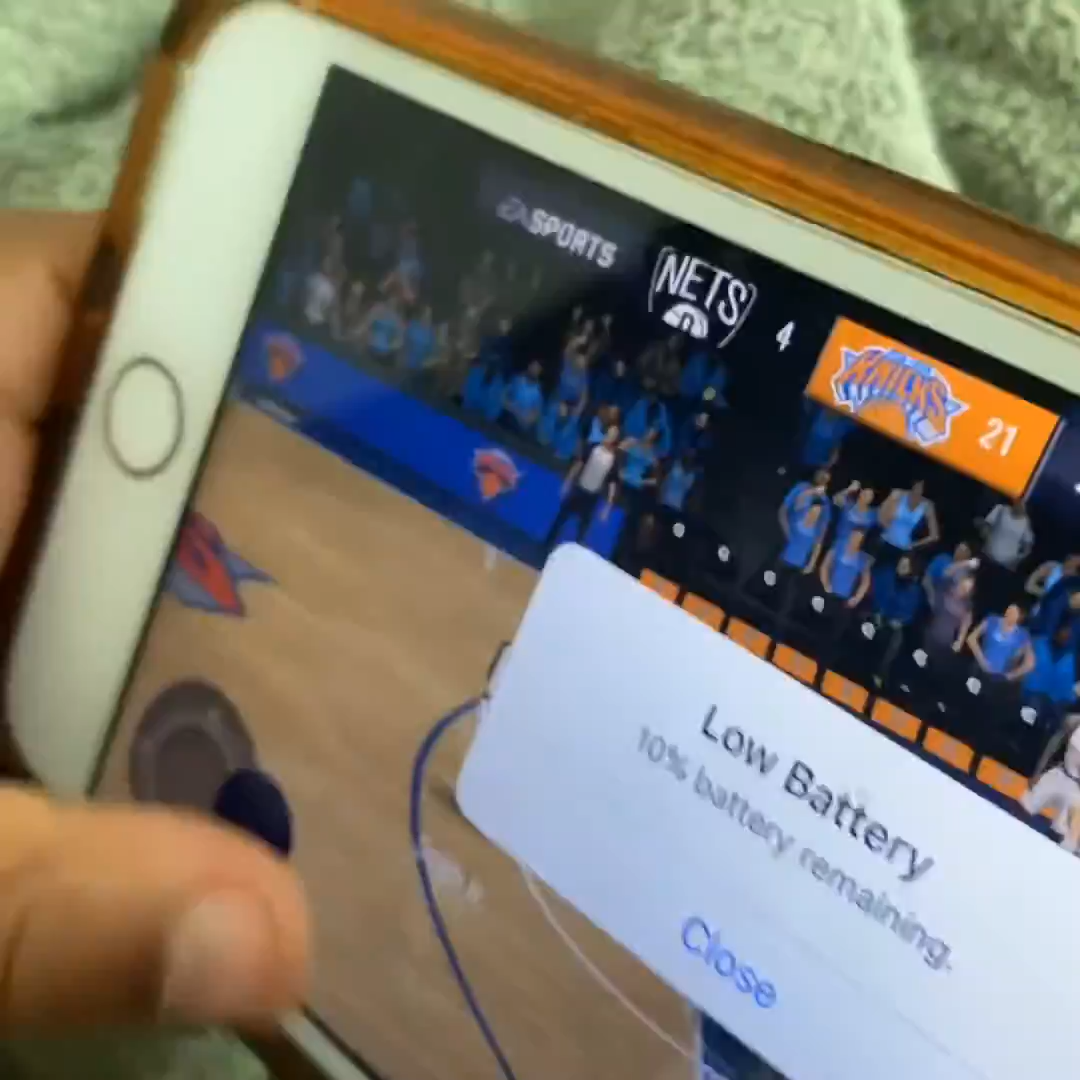 EA SPORTS
NETS 4
KNICKS 21
Low Battery
10% battery remaining.
Close